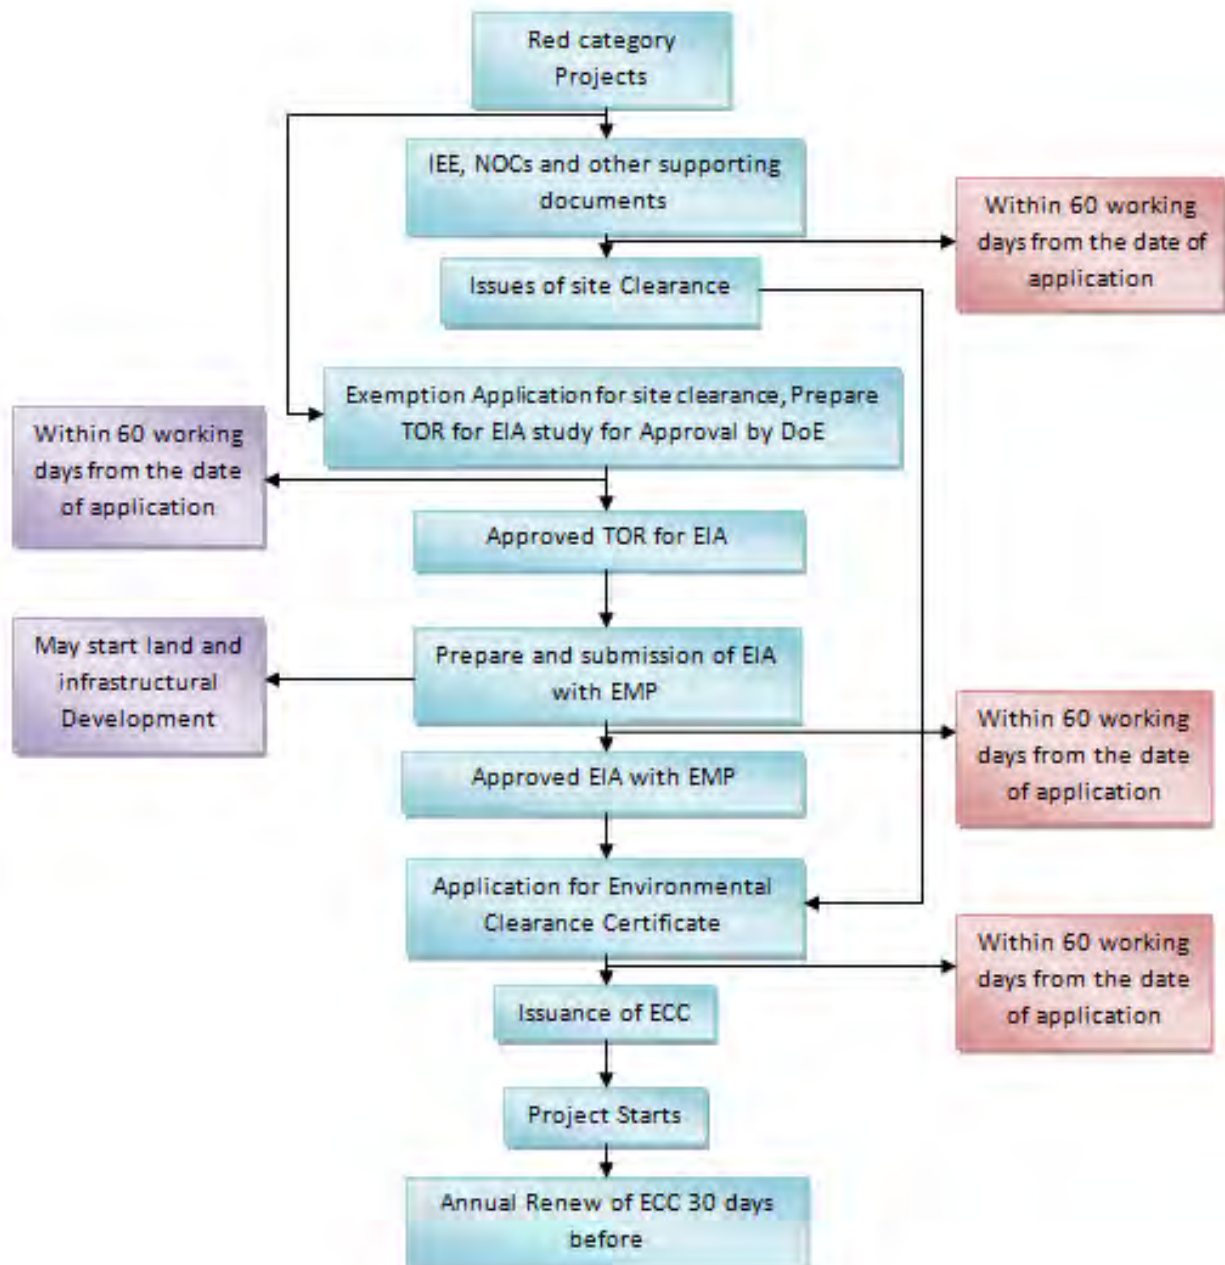 Red category
Projects
IEE, NOCs and other supporting
documents
Within 60 working
days from the date of
application
Issues of site Clearance
Exemption Application for site clearance, Prepare
TOR for EIA study for Approval by DoE
Within 60 working
days from the date
of application
Approved TOR for EIA
May start land and
infrastructural
Development
Prepare and submission of EIA
with EMP
Within 60 working
days from the date
of application
Approved EIA with EMP
Application for Environmental
Clearance Certificate
Within 60 working
days from the date
of application
Issuance of ECC
Project Starts
Annual Renew of ECC 30 days
before